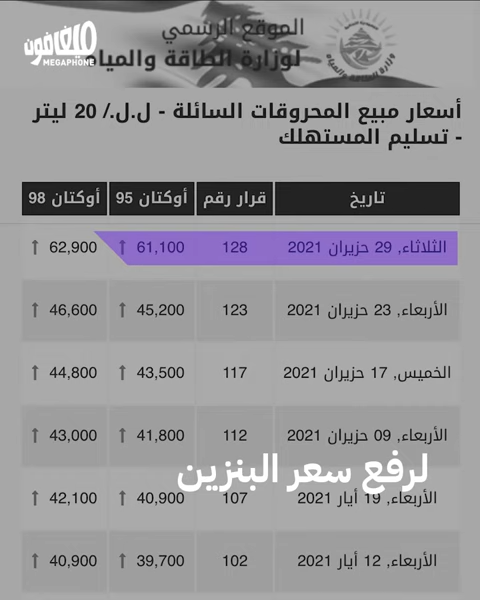 ميغافون
MEGAPHONE
الموقع الرسمي
لوزارة الطاقة والمياه
أسعار مبيع المحروقات السائلة - ل.ل./ 20 ليتر
- تسليم المستهلك
تاريخ قرار رقم أوكتان 95 أوكتان 98
الثلاثاء, 29 حزيران 2021 128 61,100 ↑ 62,900 ↑
الأربعاء, 23 حزيران 2021 123 45,200 ↑ 46,600 ↑
الخميس, 17 حزيران 2021 117 43,500 ↑ 44,800 ↑
الأربعاء, 09 حزيران 2021 112 41,800 ↑ 43,000 ↑
لرفع سعر البنزين
الأربعاء, 19 أيار 2021 107 40,900 ↑ 42,100 ↑
الأربعاء, 12 أيار 2021 102 39,700 ↑ 40,900 ↑